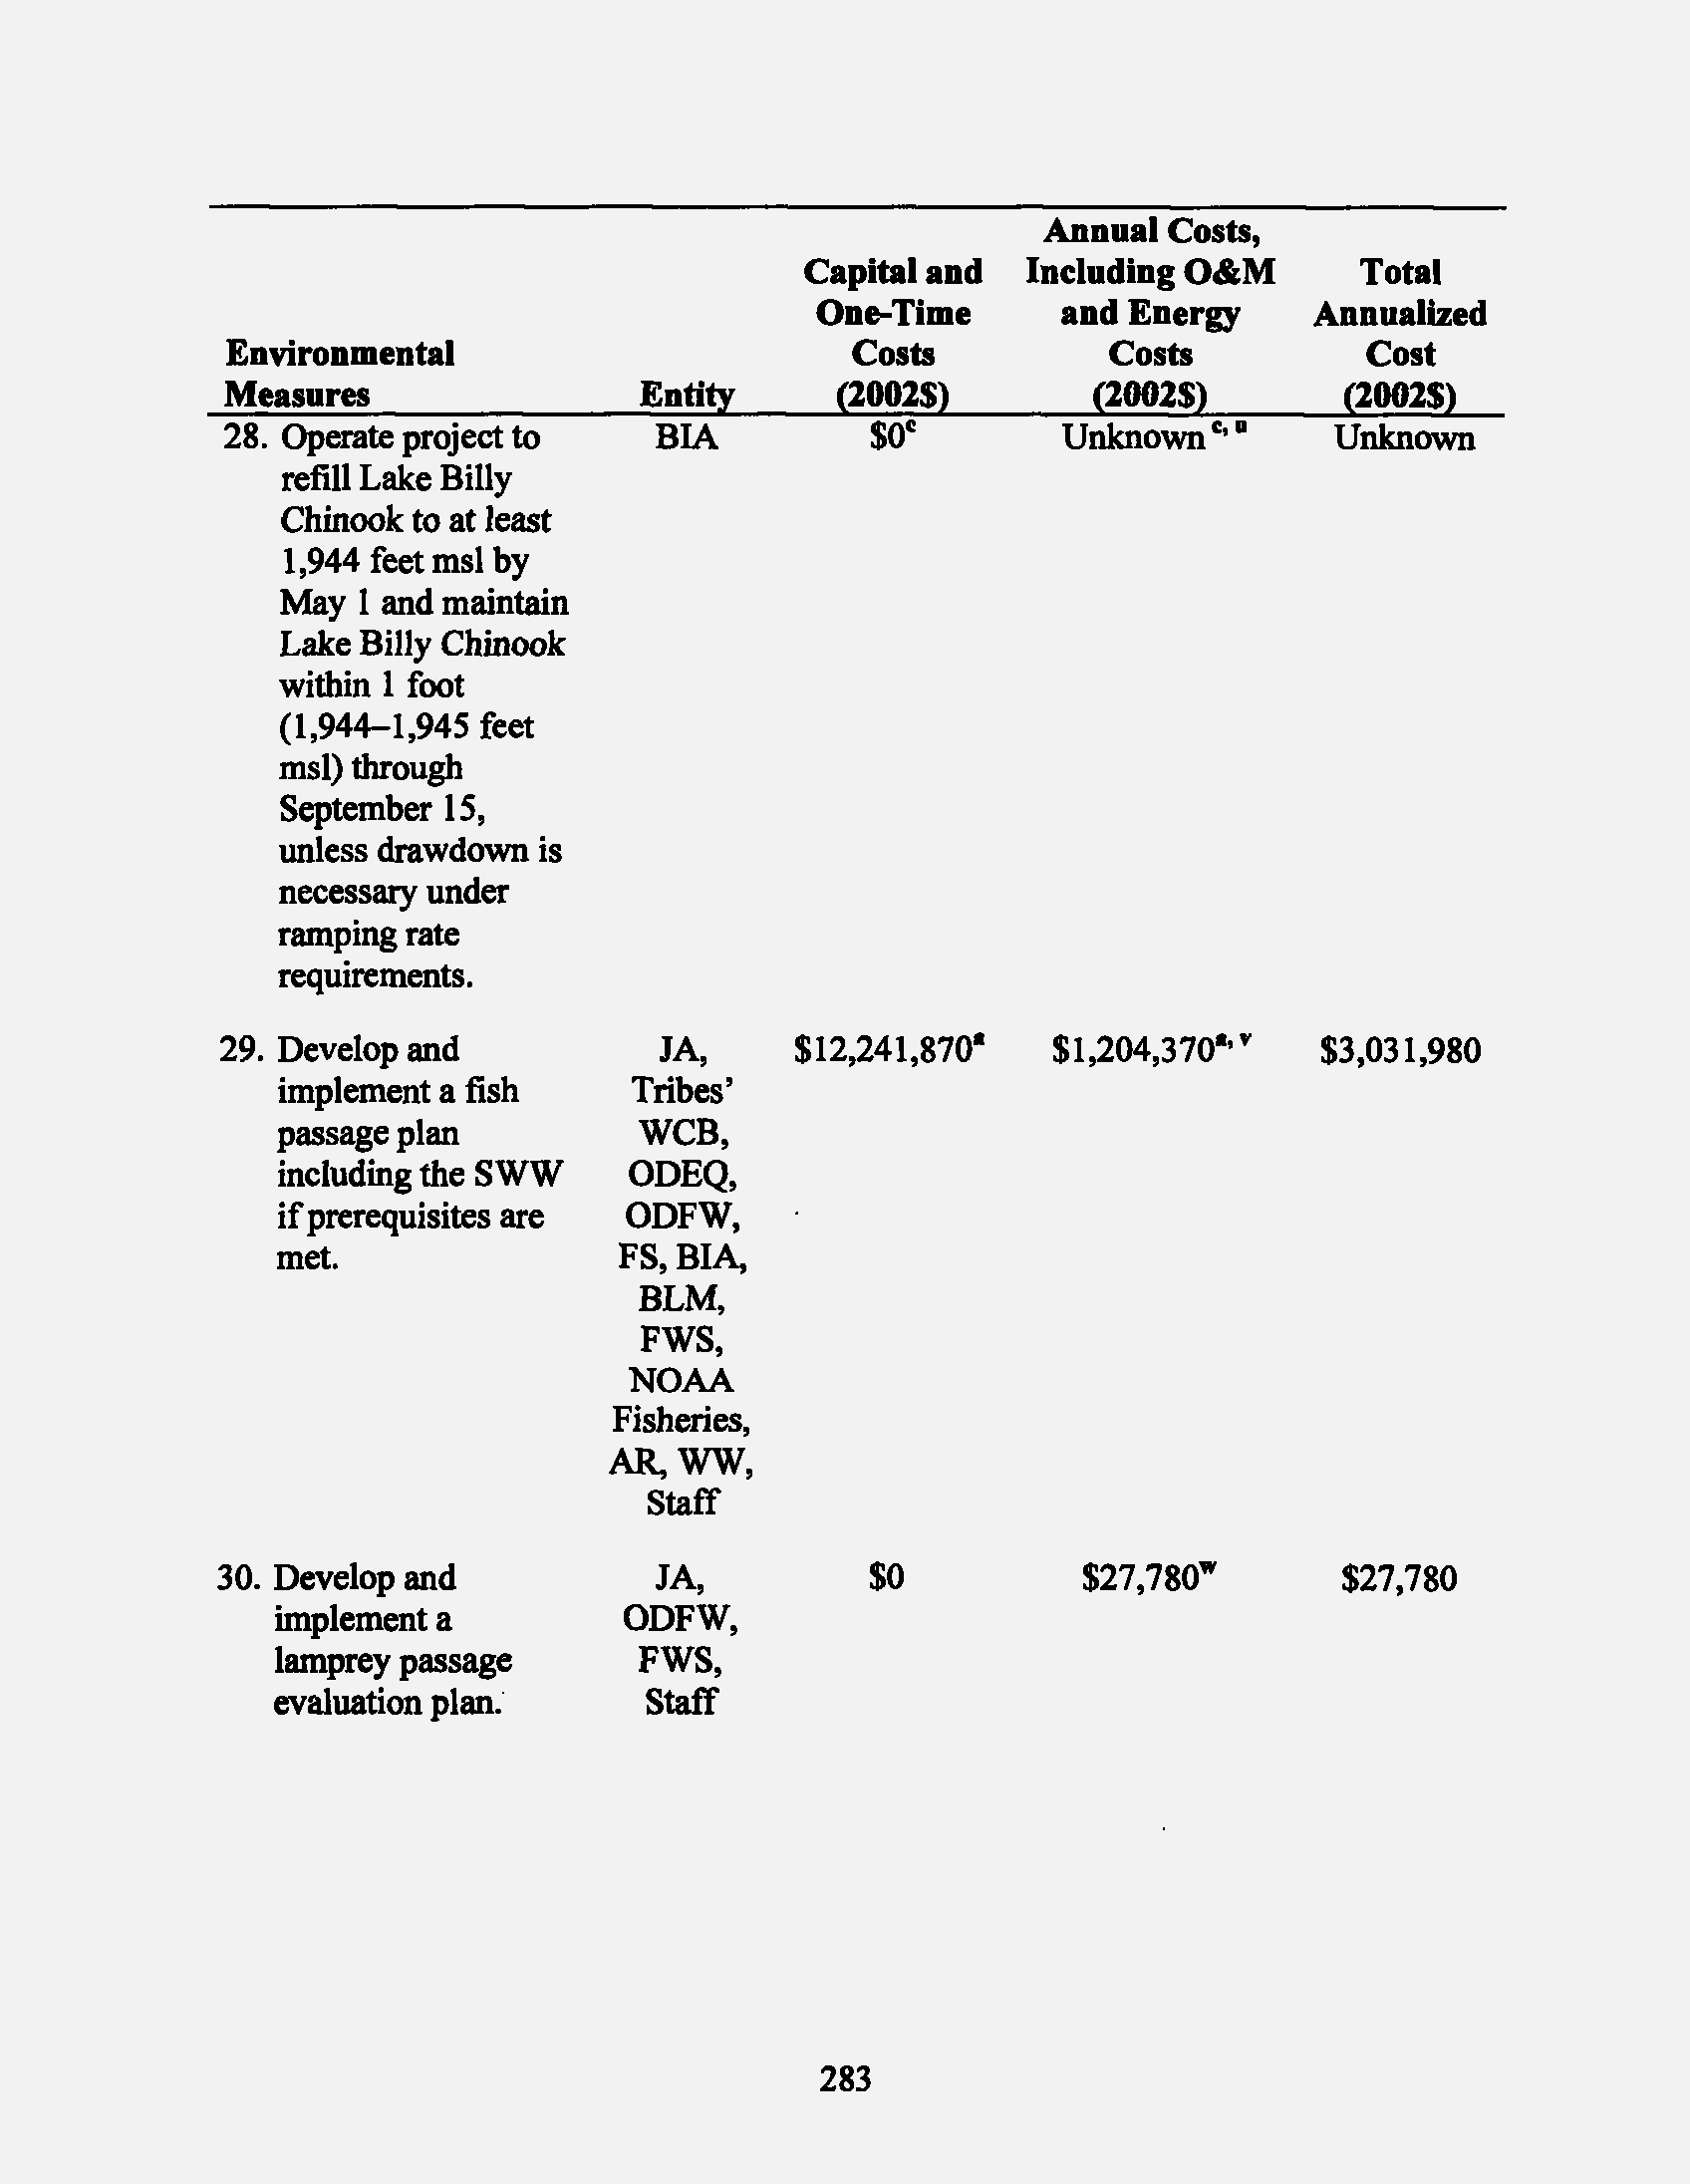 Environmental Measures
Entity
Capital and One-Time Costs (2002$)
Annual Costs, Including O&M and Energy Costs (2002$)
Total Annualized Cost (2002$)
28. Operate project to BIA $0ᶜ Unknown ᶜ, ᵘ Unknown
refill Lake Billy
Chinook to at least
1,944 feet msl by
May 1 and maintain
Lake Billy Chinook
within 1 foot
(1,944–1,945 feet
msl) through
September 15,
unless drawdown is
necessary under
ramping rate
requirements.
29. Develop and JA, $12,241,870ᵃ $1,204,370ᵃ, ᵛ $3,031,980
implement a fish Tribes’
passage plan WCB,
including the SWW ODEQ,
if prerequisites are ODFW,
met. FS, BIA,
BLM,
FWS,
NOAA
Fisheries,
AR, WW,
Staff
30. Develop and JA, $0 $27,780ʷ $27,780
implement a ODFW,
lamprey passage FWS,
evaluation plan. Staff
283